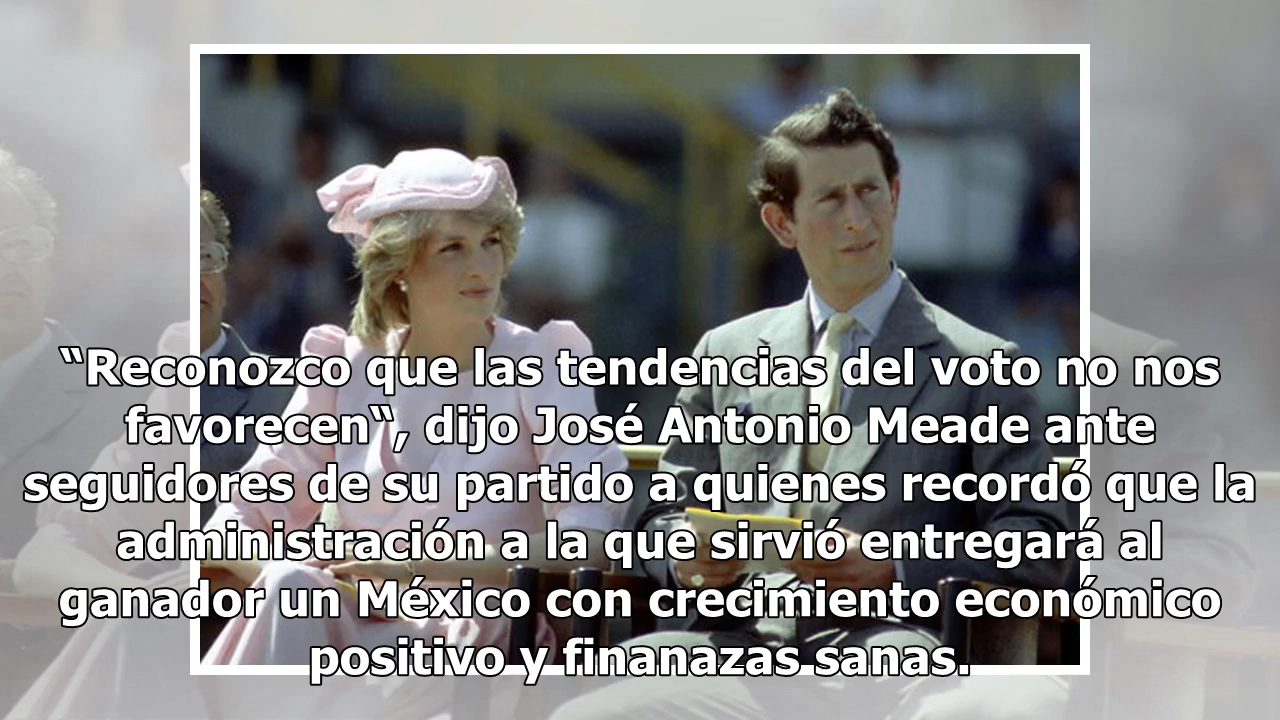 “Reconozco que las tendencias del voto no nos
favorecen“, dijo José Antonio Meade ante
seguidores de su partido a quienes recordó que la
administración a la que sirvió entregará al
ganador un México con crecimiento económico
positivo y finanazas sanas.